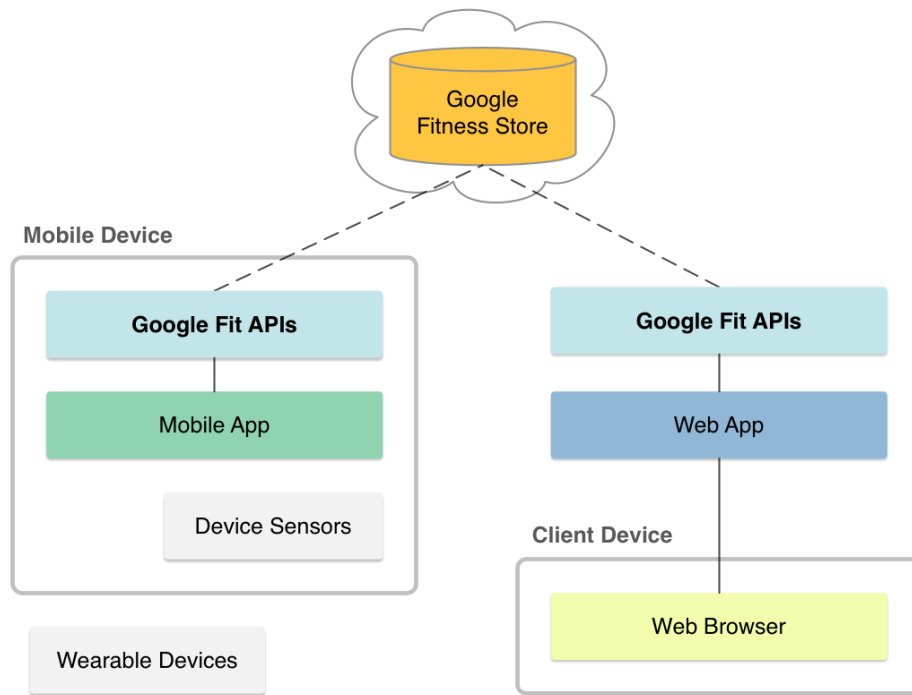 Google
Fitness Store
Mobile Device
Google Fit APIs
Google Fit APIs
Mobile App
Web App
Device Sensors
Client Device
Web Browser
Wearable Devices